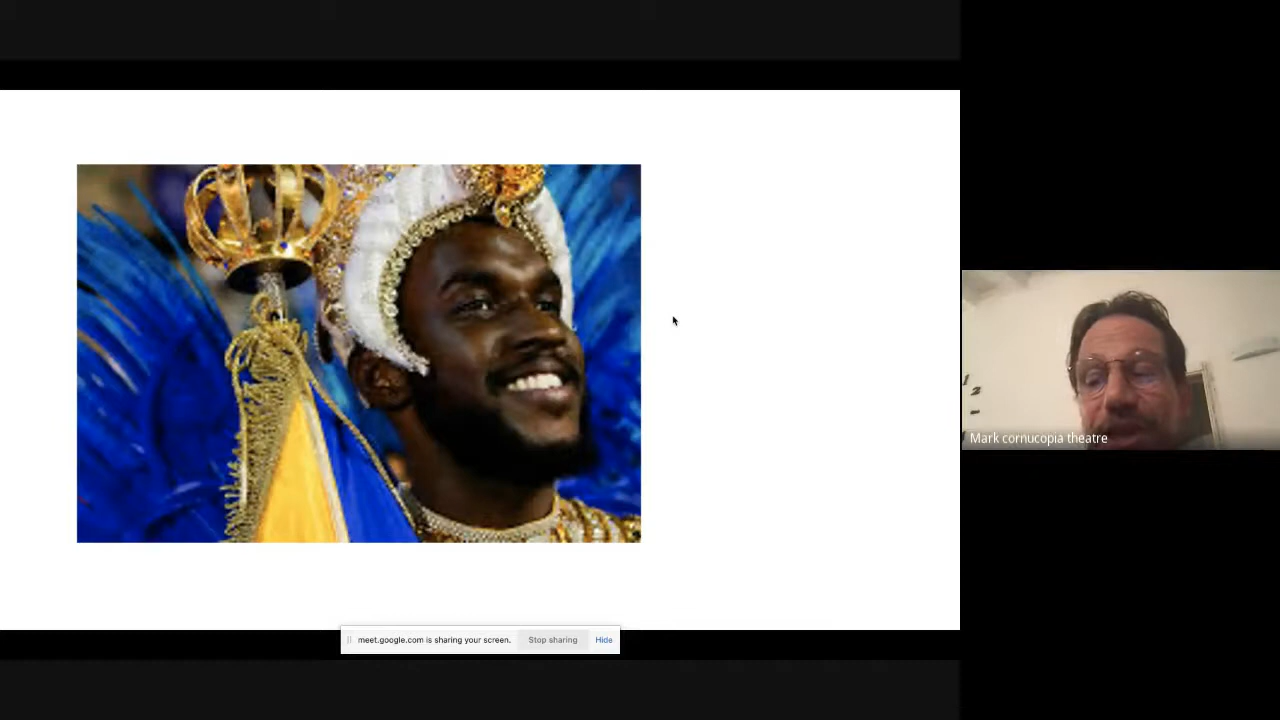 Mark cornucopia theatre
meet.google.com is sharing your screen. Stop sharing Hide